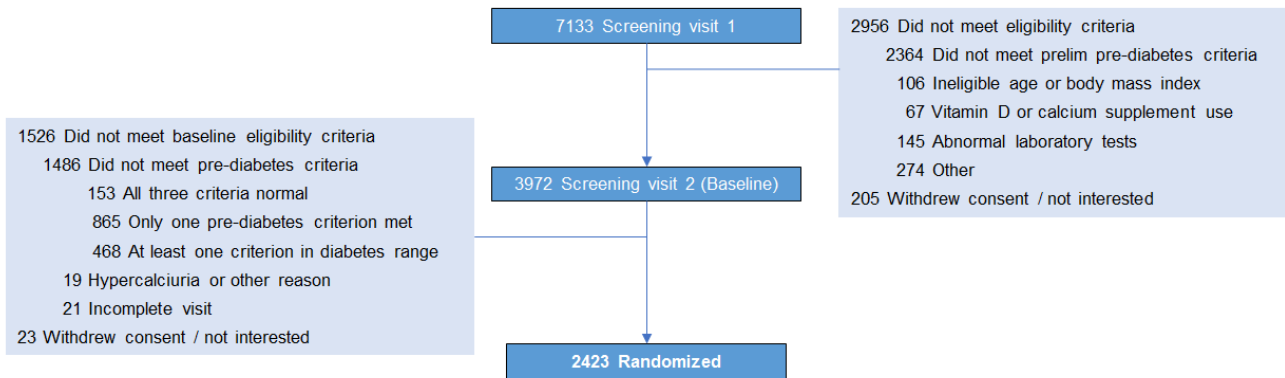 7133 Screening visit 1
2956 Did not meet eligibility criteria
2364 Did not meet prelim pre-diabetes criteria
106 Ineligible age or body mass index
67 Vitamin D or calcium supplement use
145 Abnormal laboratory tests
274 Other
205 Withdrew consent / not interested
3972 Screening visit 2 (Baseline)
1526 Did not meet baseline eligibility criteria
1486 Did not meet pre-diabetes criteria
153 All three criteria normal
865 Only one pre-diabetes criterion met
468 At least one criterion in diabetes range
19 Hypercalciuria or other reason
21 Incomplete visit
23 Withdrew consent / not interested
2423 Randomized